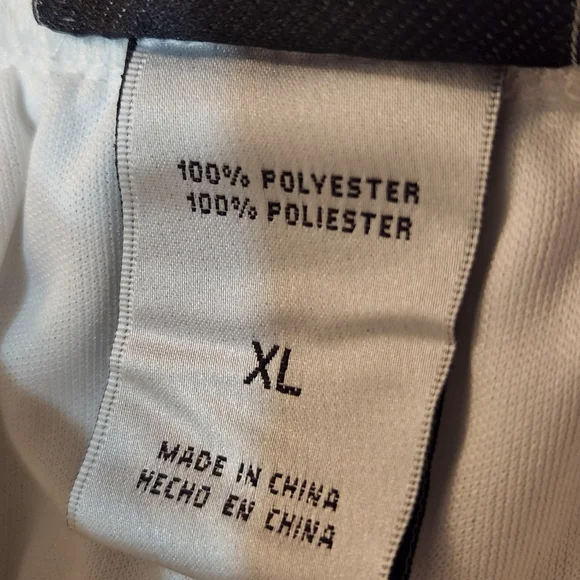 100% POLYESTER
100% POLIESTER
XL
MADE IN CHINA
HECHO EN CHINA